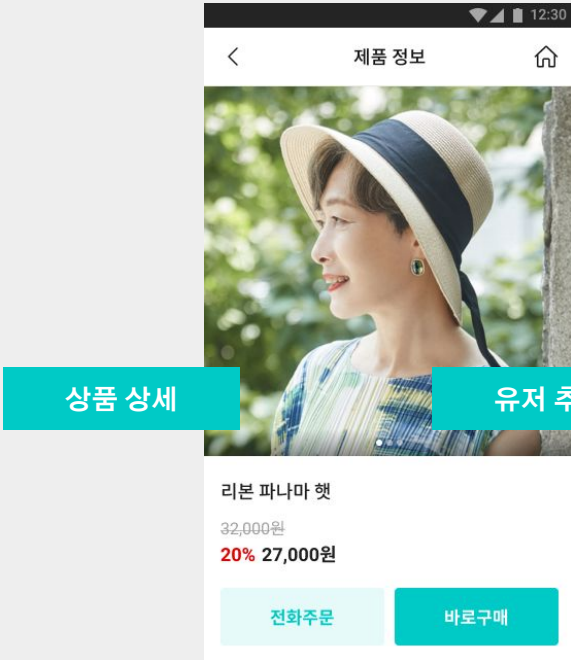 12:30
제품 정보
상품 상세
유저 추
리본 파나마 햇
32,000원
20% 27,000원
전화주문
바로구매